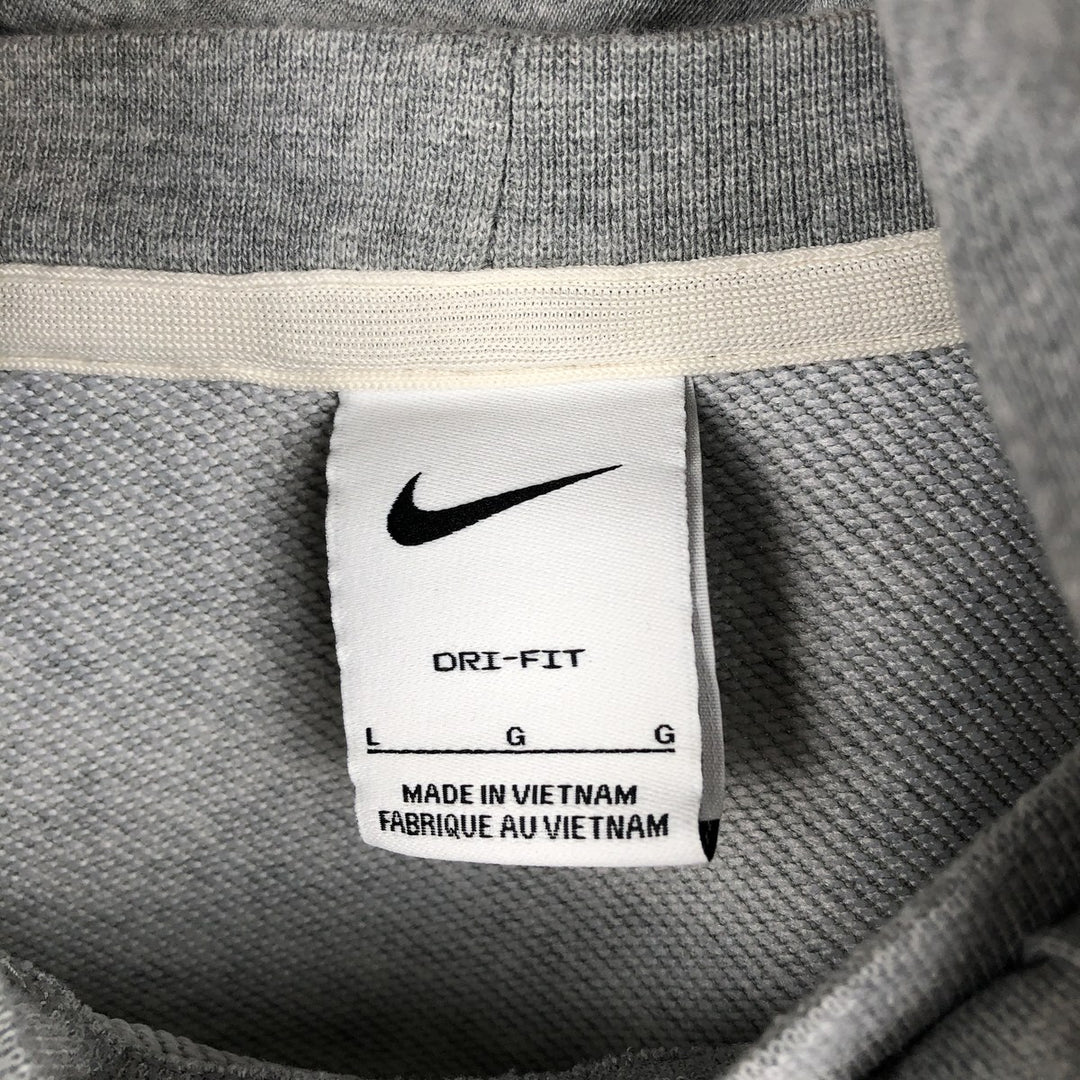 DRI-FIT
L G G
MADE IN VIETNAM
FABRIQUE AU VIETNAM